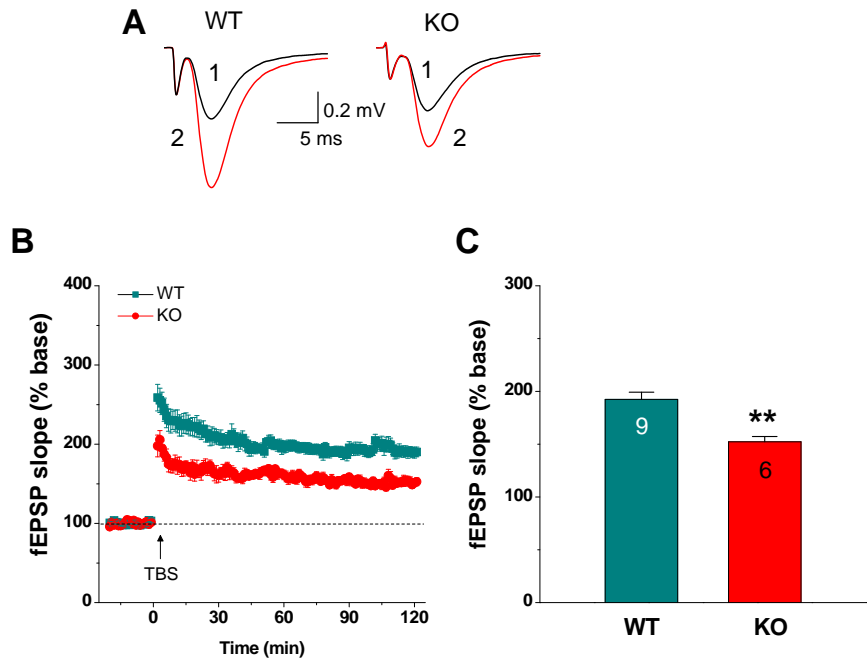 A
WT
KO
1
2
0.2 mV
5 ms
1
2
B
fEPSP slope (% base)
400
300
200
100
0
WT
KO
TBS
0
30
60
90
120
Time (min)
C
fEPSP slope (% base)
300
200
100
0
9
**
6
WT
KO